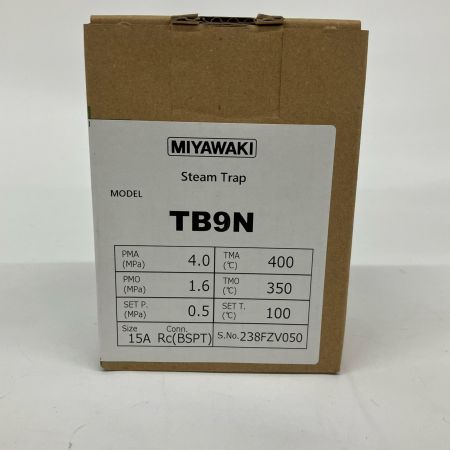 MIYAWAKI
Steam Trap
MODEL
TB9N
PMA (MPa) 4.0 TMA (℃) 400
PMO (MPa) 1.6 TMO (℃) 350
SET P. (MPa) 0.5 SET T. (℃) 100
Size 15A Conn. Rc(BSPT) S.No. 238FZV050